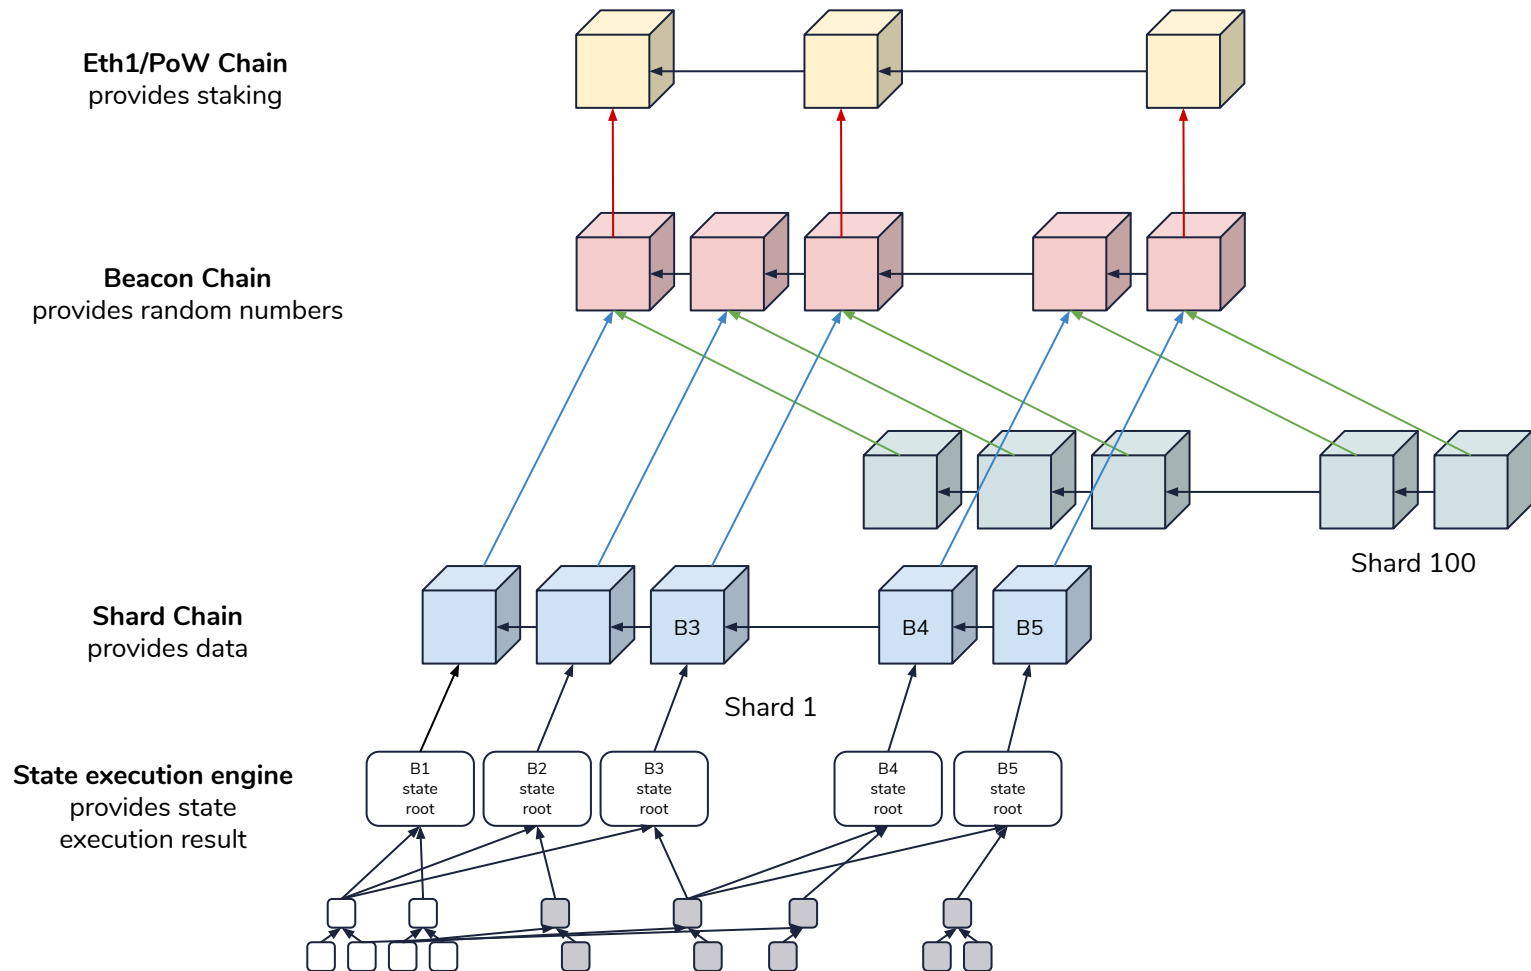 Eth1/PoW Chain
provides staking
Beacon Chain
provides random numbers
Shard 100
Shard Chain
provides data
B3
B4
B5
Shard 1
State execution engine
provides state
execution result
B1
state
root
B2
state
root
B3
state
root
B4
state
root
B5
state
root